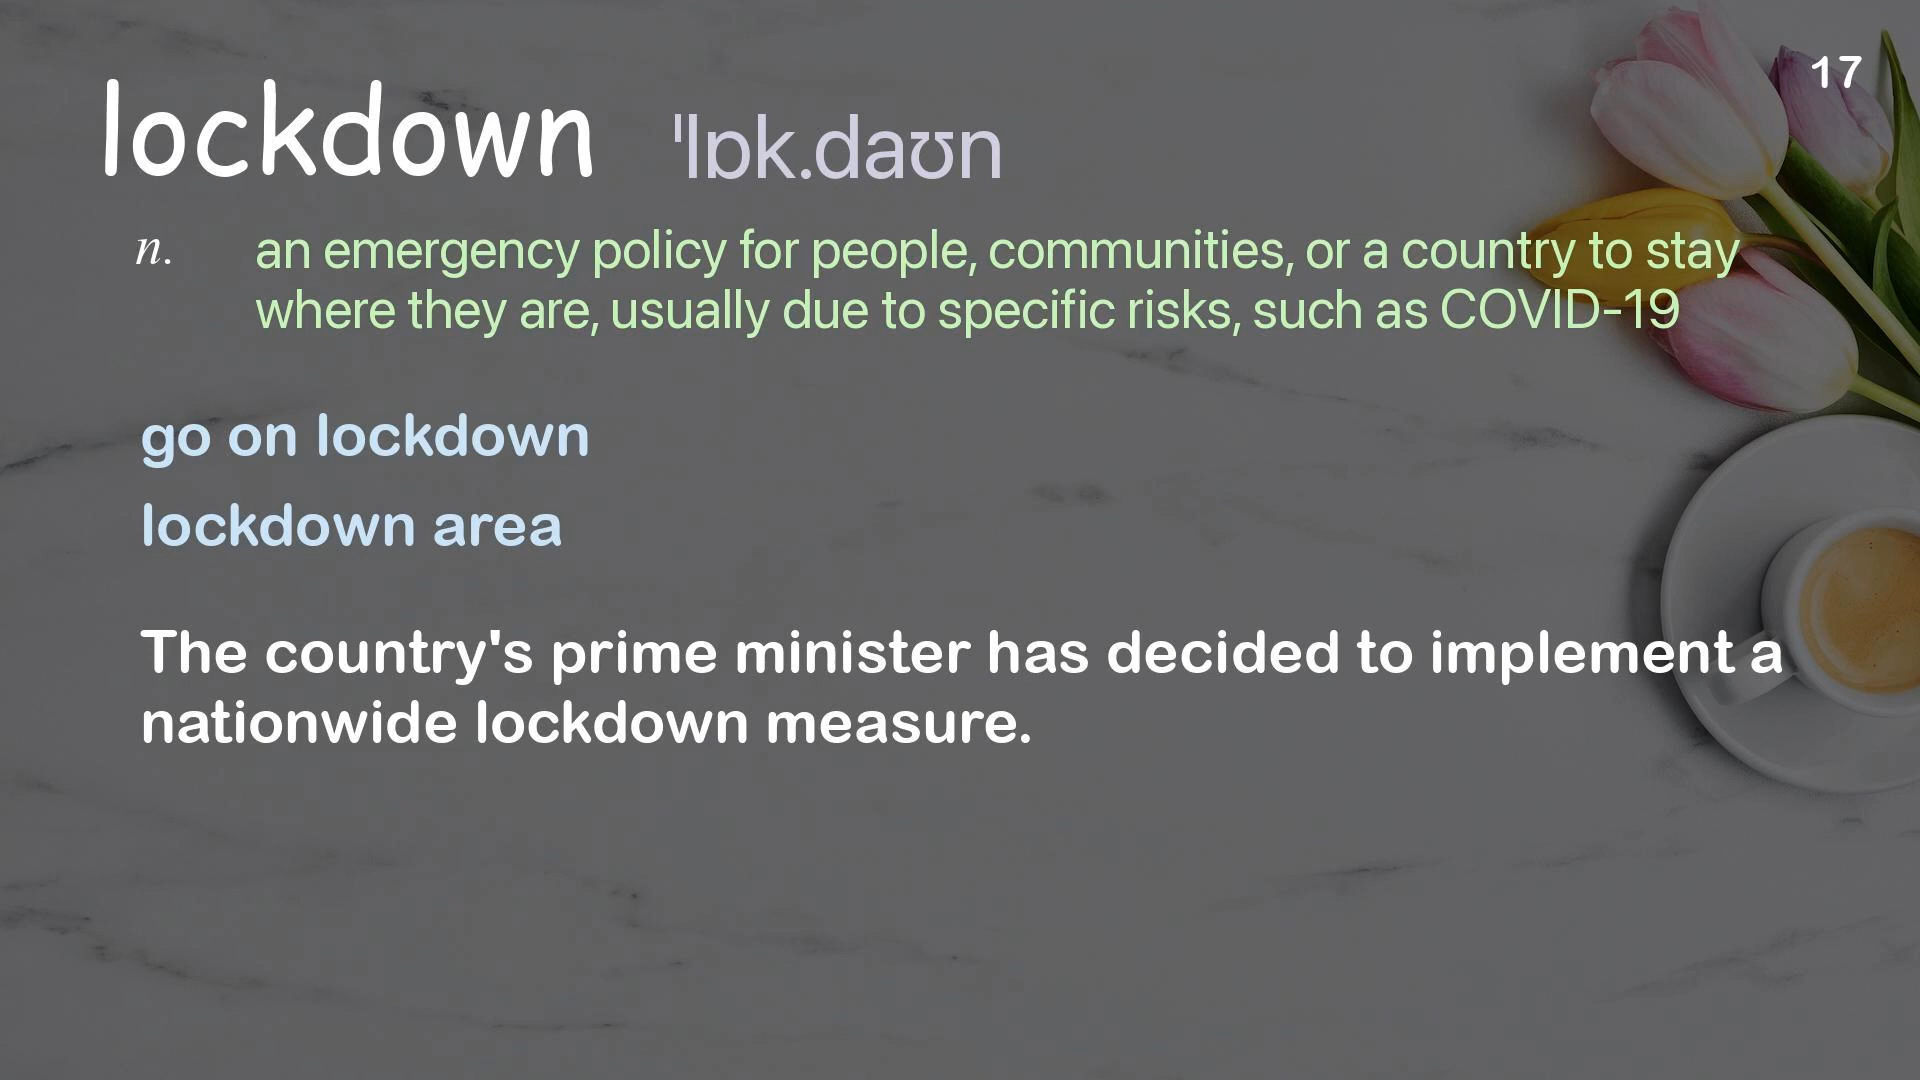 17
lockdown ˈlɒk.daʊn
n. an emergency policy for people, communities, or a country to stay
where they are, usually due to specific risks, such as COVID-19
go on lockdown
lockdown area
The country's prime minister has decided to implement a
nationwide lockdown measure.